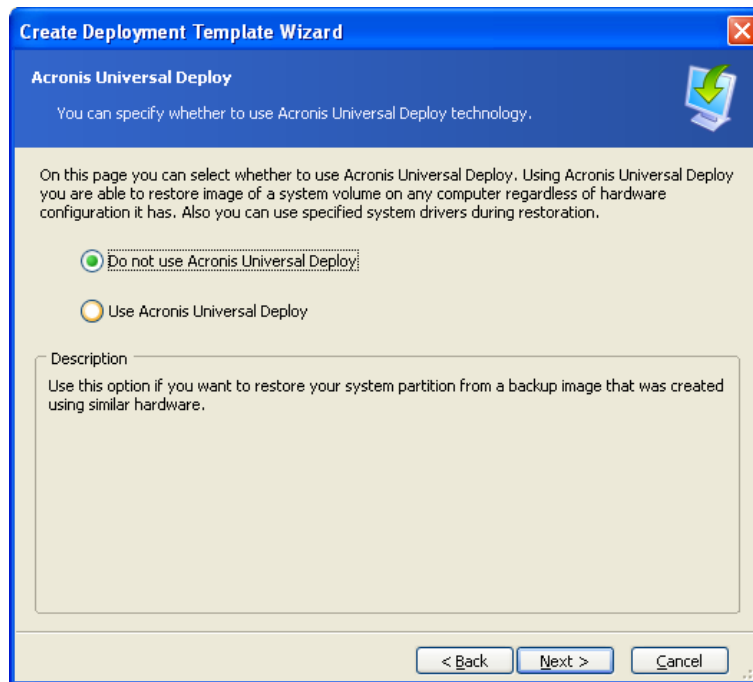 Create Deployment Template Wizard
Acronis Universal Deploy
You can specify whether to use Acronis Universal Deploy technology.
On this page you can select whether to use Acronis Universal Deploy. Using Acronis Universal Deploy
you are able to restore image of a system volume on any computer regardless of hardware
configuration it has. Also you can use specified system drivers during restoration.
Do not use Acronis Universal Deploy
Use Acronis Universal Deploy
Description
Use this option if you want to restore your system partition from a backup image that was created
using similar hardware.
< Back Next > Cancel